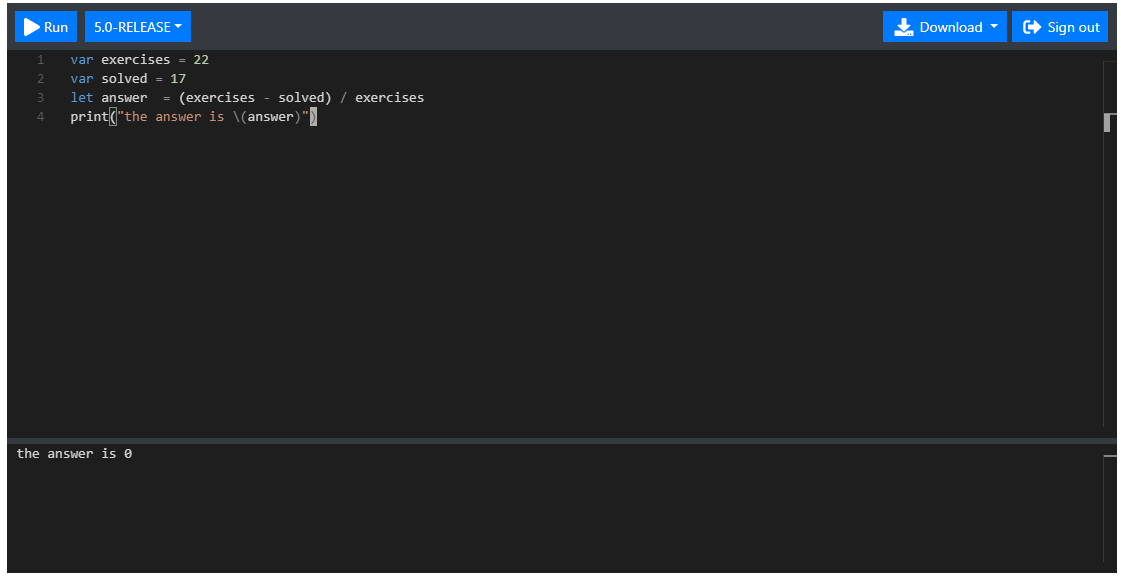 Run 5.0-RELEASE Download Sign out
1 var exercises = 22
2 var solved = 17
3 let answer  = (exercises - solved) / exercises
4 print("the answer is \(answer)")
the answer is 0